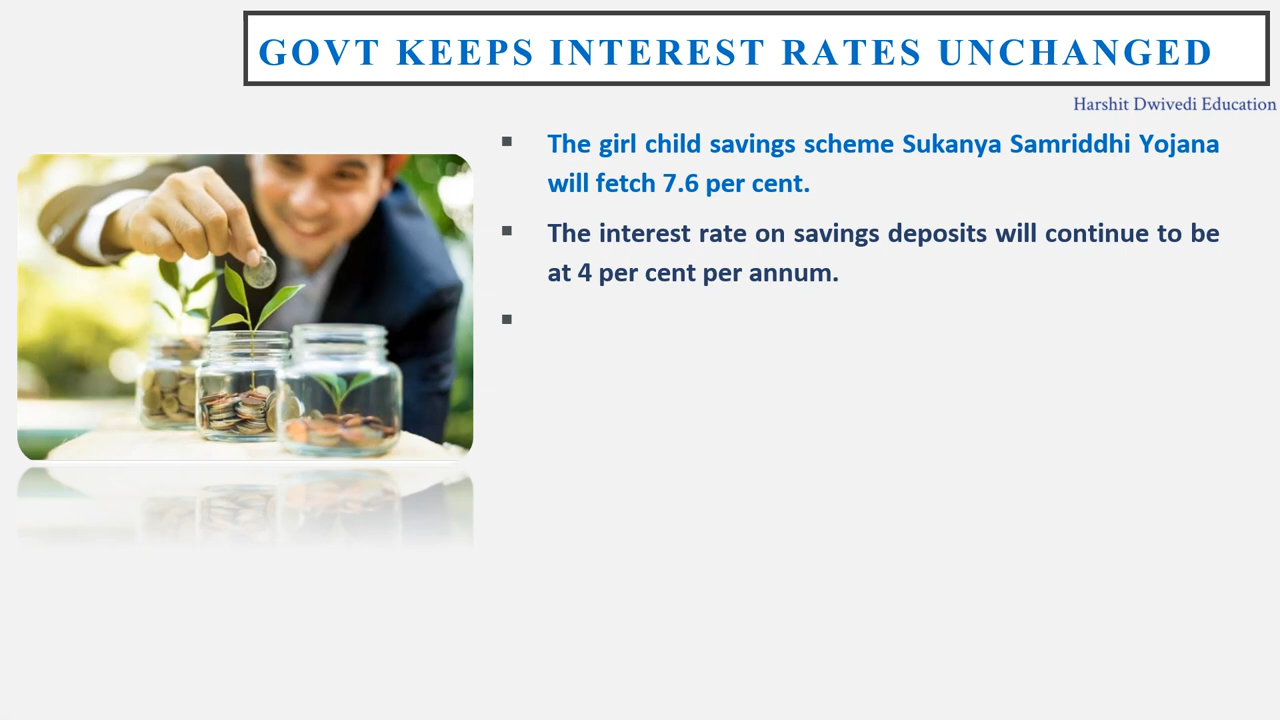 GOVT KEEPS INTEREST RATES UNCHANGED
Harshit Dwivedi Education
▪ The girl child savings scheme Sukanya Samriddhi Yojana
will fetch 7.6 per cent.
▪ The interest rate on savings deposits will continue to be
at 4 per cent per annum.
▪